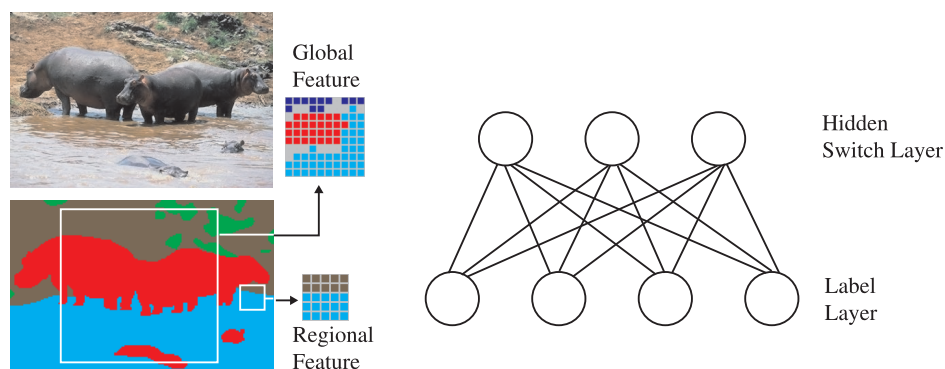 Global
Feature
Regional
Feature
Hidden
Switch Layer
Label
Layer